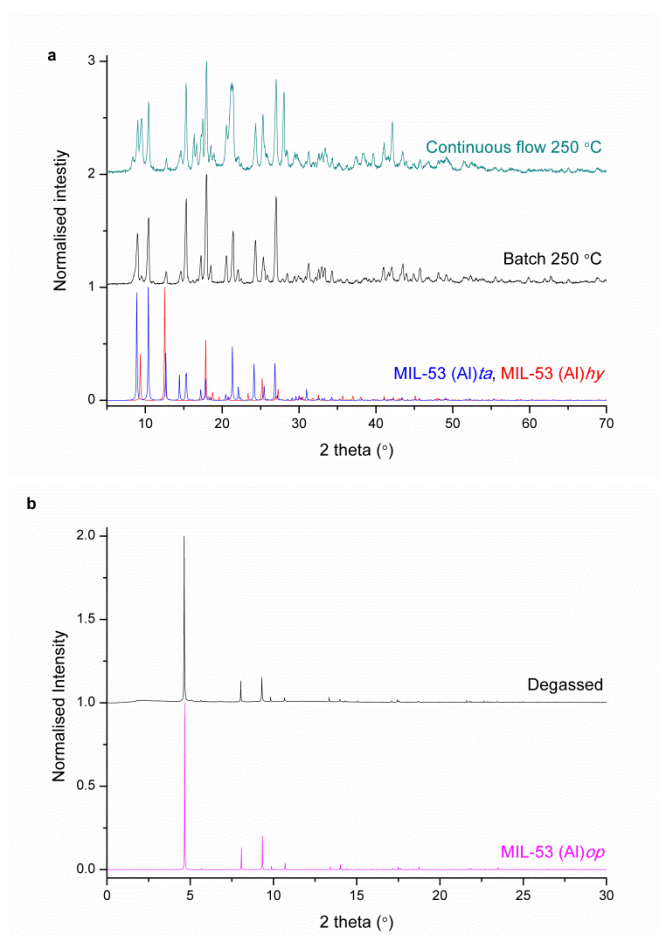 a
3
2
1
0
Normalised intestiy
Continuous flow 250 °C
Batch 250 °C
MIL-53 (Al)ta, MIL-53 (Al)hy
10 20 30 40 50 60 70
2 theta (°)
b
2.0
1.5
1.0
0.5
0.0
Normalised Intensity
Degassed
MIL-53 (Al)op
0 5 10 15 20 25 30
2 theta (°)